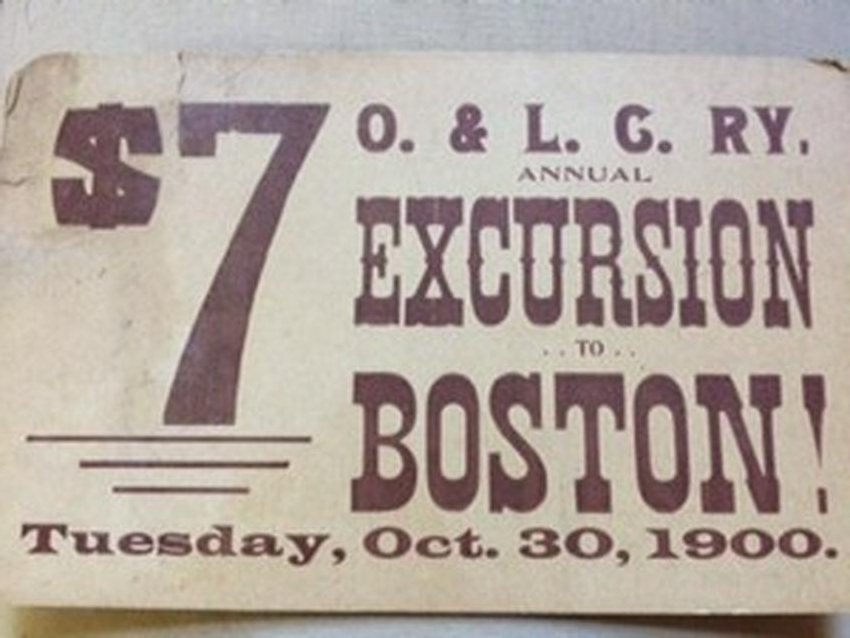 $7
O. & L. C. RY.
ANNUAL
EXCURSION
. . TO . .
BOSTON!
Tuesday, Oct. 30, 1900.